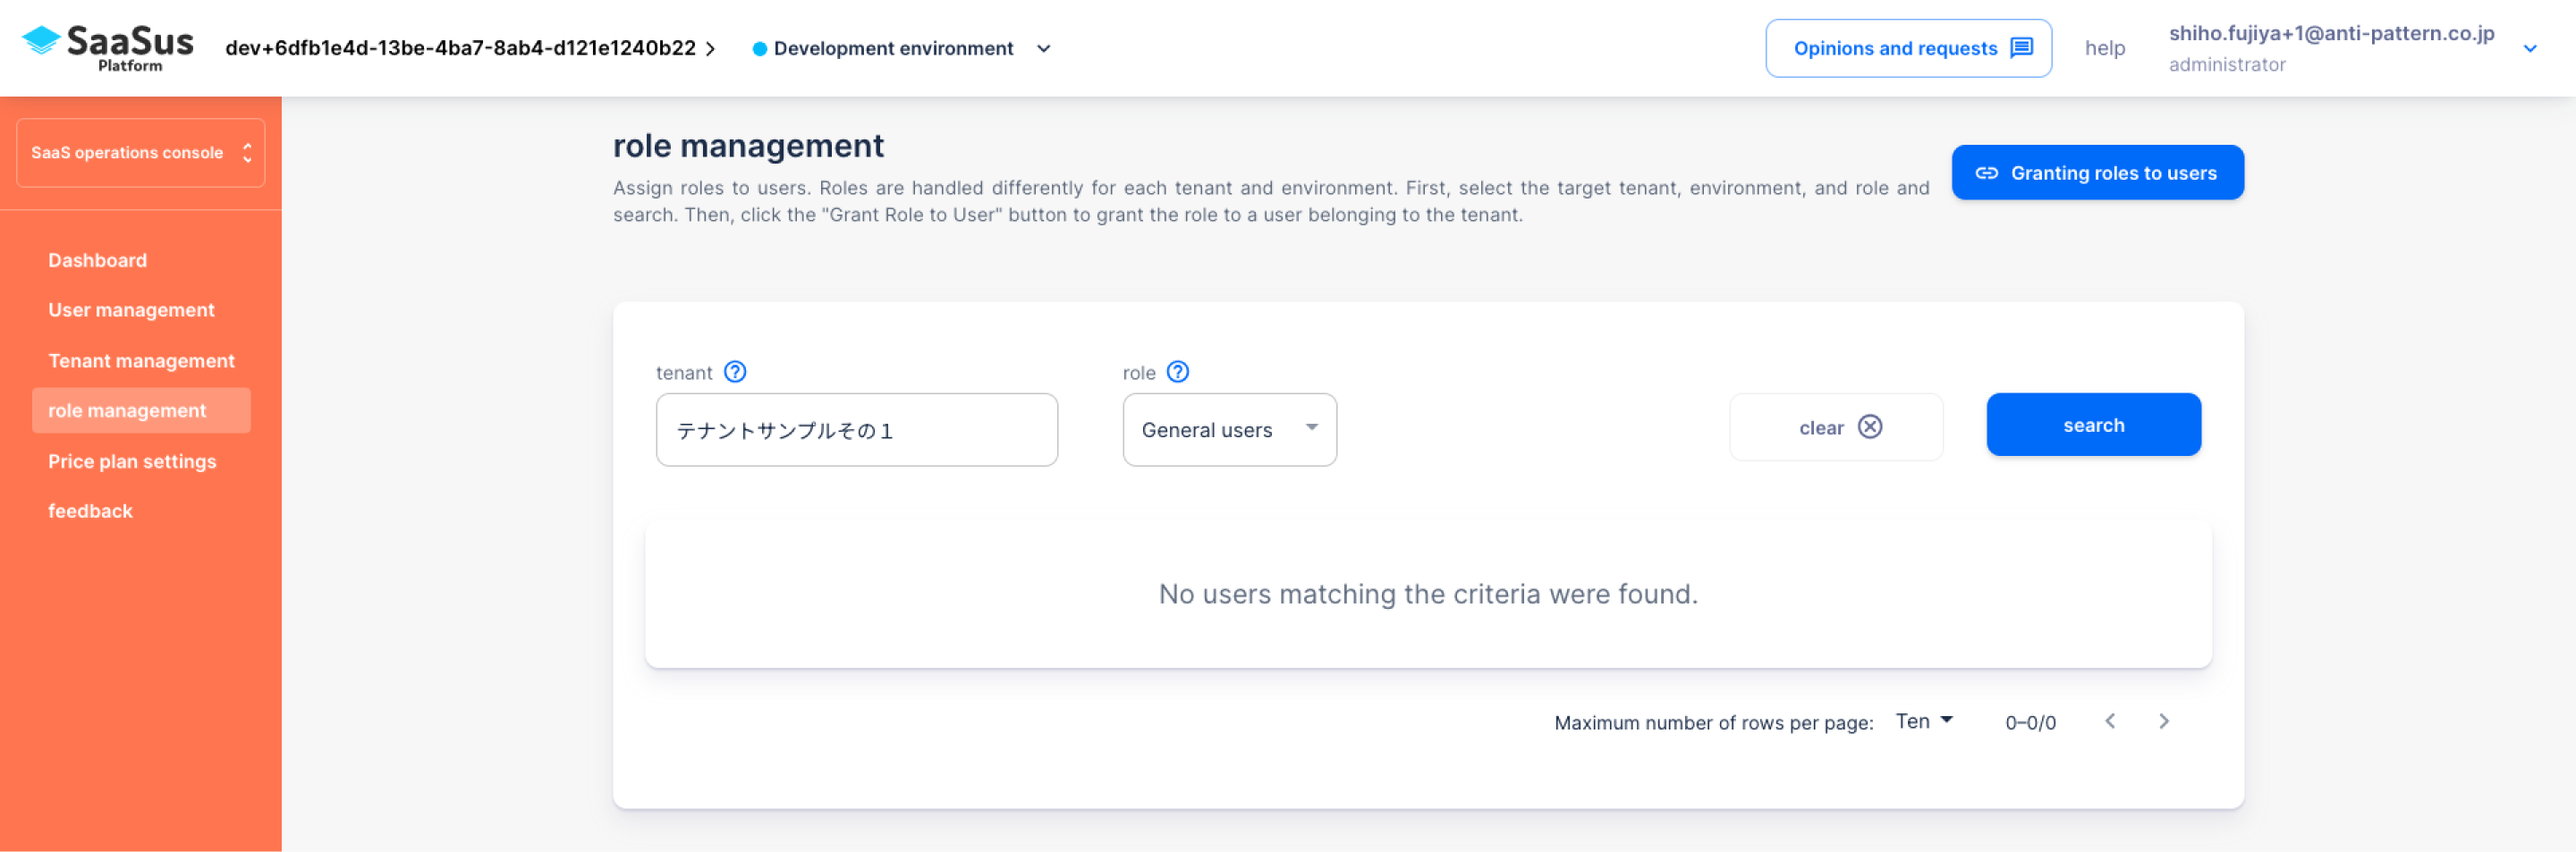 SaaSus
Platform
dev+6dfb1e4d-13be-4ba7-8ab4-d121e1240b22
Development environment
Opinions and requests
help
shiho.fujiya+1@anti-pattern.co.jp
administrator
SaaS operations console
Dashboard
User management
Tenant management
role management
Price plan settings
feedback
role management
Assign roles to users. Roles are handled differently for each tenant and environment. First, select the target tenant, environment, and role and
search. Then, click the "Grant Role to User" button to grant the role to a user belonging to the tenant.
Granting roles to users
tenant
role
テナントサンプルその１
General users
clear
search
No users matching the criteria were found.
Maximum number of rows per page: Ten 0–0/0